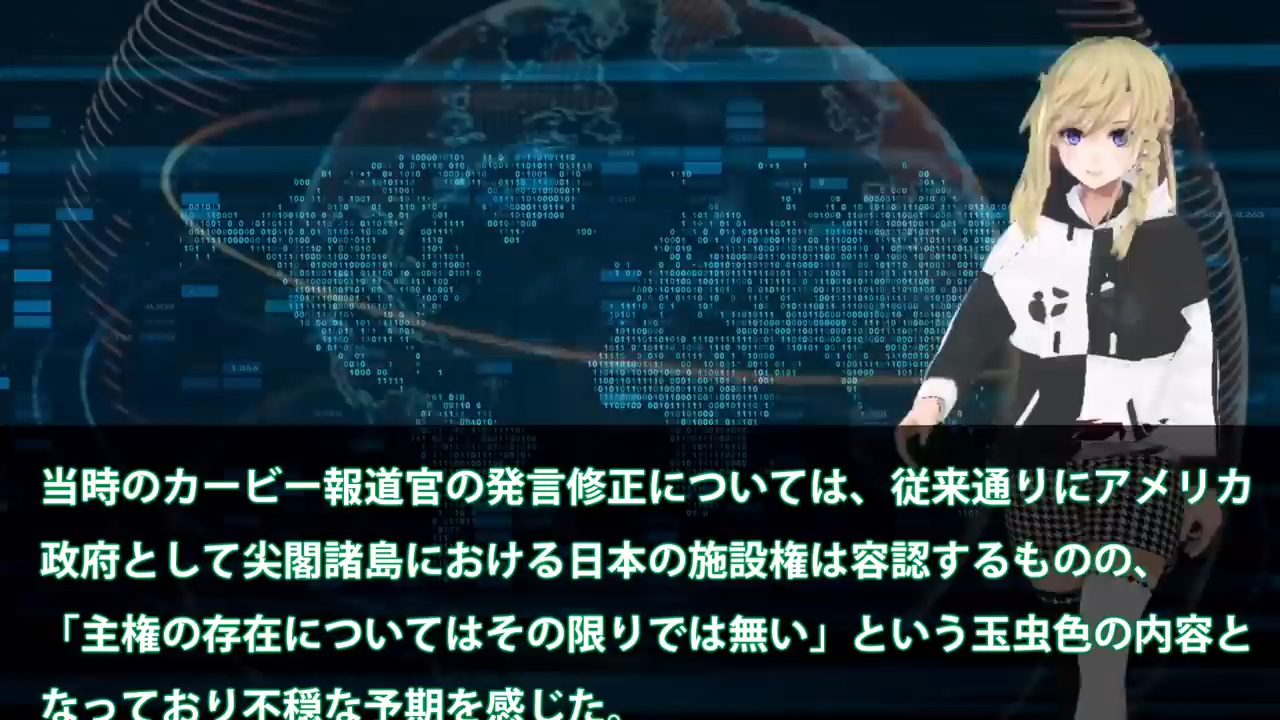 当時のカービー報道官の発言修正については、従来通りにアメリカ
政府として尖閣諸島における日本の施設権は容認するものの、
「主権の存在についてはその限りでは無い」という玉虫色の内容と
なっており不穏な予期を感じた。